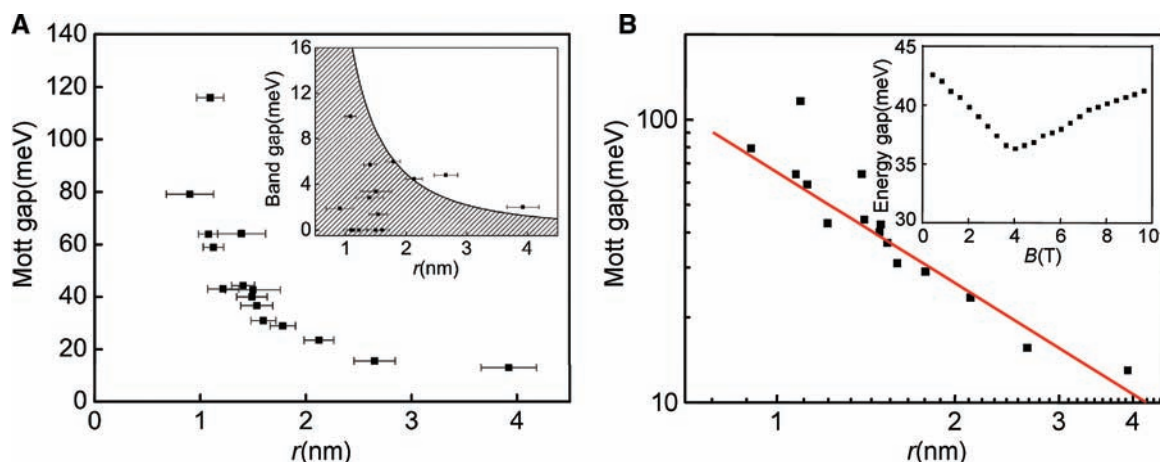 A
140
120
100
80
60
40
20
0
Mott gap(meV)
0 1 2 3 4
r(nm)
16
12
8
4
0
Band gap(meV)
1 2 3 4
r(nm)
B
100
10
Mott gap(meV)
1 2 3 4
r(nm)
45
40
35
30
Energy gap(meV)
0 2 4 6 8 10
B(T)